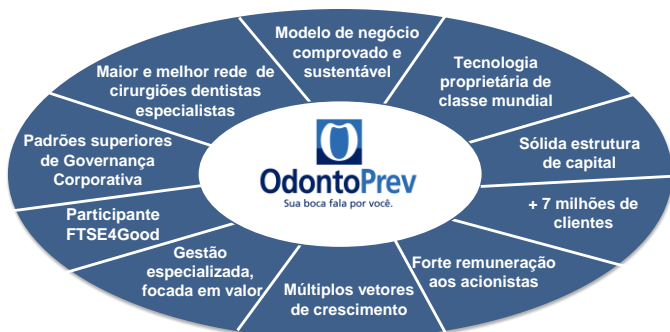 Modelo de negócio
comprovado e
sustentável
Tecnologia
proprietária de
classe mundial
Sólida estrutura
de capital
+ 7 milhões de
clientes
Forte remuneração
aos acionistas
Múltiplos vetores
de crescimento
Gestão
especializada,
focada em valor
Participante
FTSE4Good
Padrões superiores
de Governança
Corporativa
Maior e melhor rede de
cirurgiões dentistas
especialistas
OdontoPrev
Sua boca fala por você.